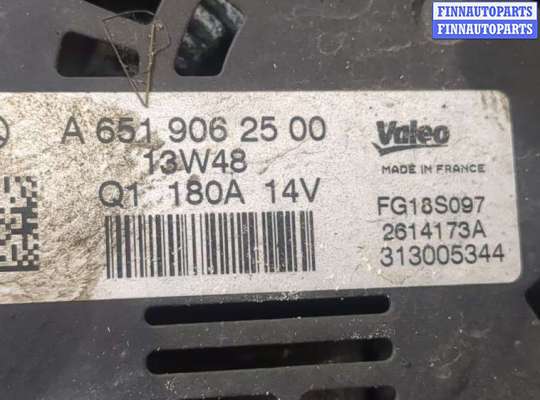 FINNAUTOPARTS
FINNAUTOPARTS
A 651 906 25 00
13W48
Q1 180A 14V
Valeo
MADE IN FRANCE
FG18S097
2614173A
313005344